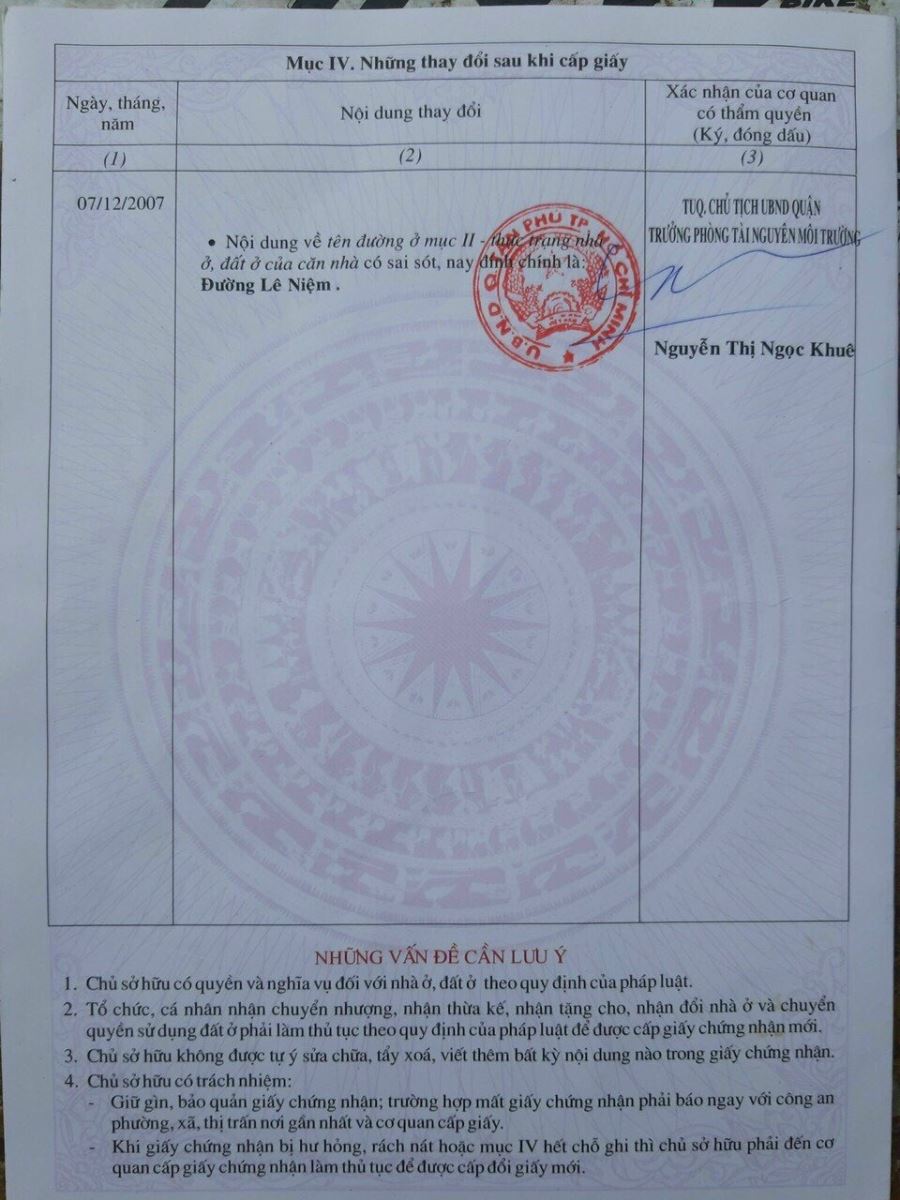 BIKE
Mục IV. Những thay đổi sau khi cấp giấy
Ngày, tháng,
năm
Nội dung thay đổi
Xác nhận của cơ quan
có thẩm quyền
(Ký, đóng dấu)
(1)
(2)
(3)
07/12/2007
• Nội dung về tên đường ở mục II - thực trạng nhà
ở, đất ở của căn nhà có sai sót, nay đính chính là:
Đường Lê Niệm .
TUQ. CHỦ TỊCH UBND QUẬN
TRƯỞNG PHÒNG TÀI NGUYÊN MÔI TRƯỜNG
U.B.N.D QUẬN PHÚ TP HỒ CHÍ MINH
Nguyễn Thị Ngọc Khuê
NHỮNG VẤN ĐỀ CẦN LƯU Ý
1. Chủ sở hữu có quyền và nghĩa vụ đối với nhà ở, đất ở theo quy định của pháp luật.
2. Tổ chức, cá nhân nhận chuyển nhượng, nhận thừa kế, nhận tặng cho, nhận đổi nhà ở và chuyển
quyền sử dụng đất ở phải làm thủ tục theo quy định của pháp luật để được cấp giấy chứng nhận mới.
3. Chủ sở hữu không được tự ý sửa chữa, tẩy xoá, viết thêm bất kỳ nội dung nào trong giấy chứng nhận.
4. Chủ sở hữu có trách nhiệm:
- Giữ gìn, bảo quản giấy chứng nhận; trường hợp mất giấy chứng nhận phải báo ngay với công an
phường, xã, thị trấn nơi gần nhất và cơ quan cấp giấy.
- Khi giấy chứng nhận bị hư hỏng, rách nát hoặc mục IV hết chỗ ghi thì chủ sở hữu phải đến cơ
quan cấp giấy chứng nhận làm thủ tục để được cấp đổi giấy mới.